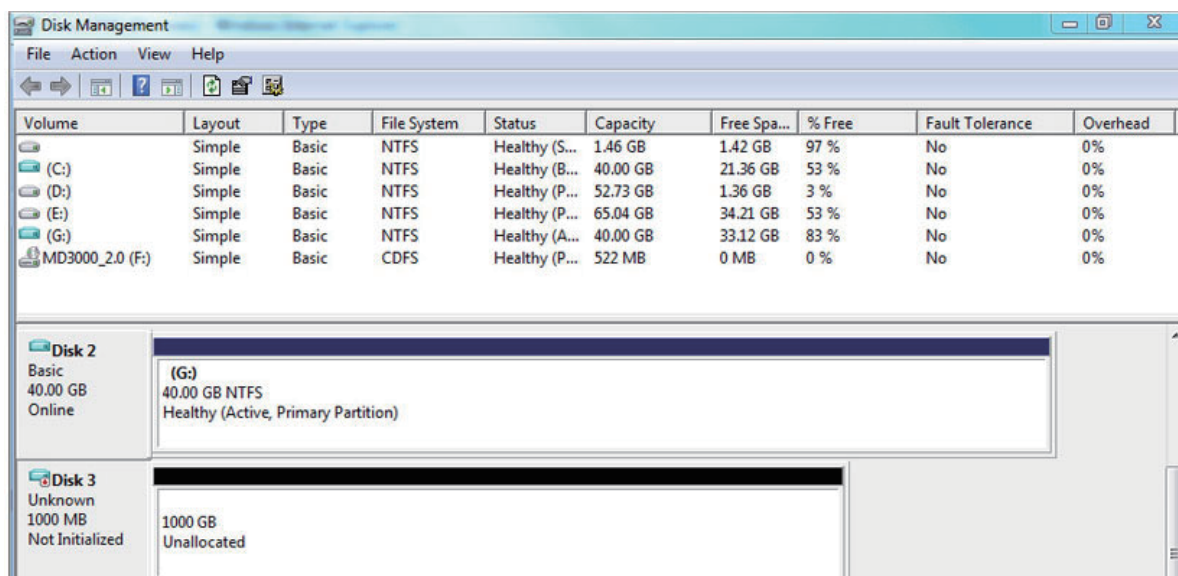 Disk Management
File Action View Help
Volume Layout Type File System Status Capacity Free Spa... % Free Fault Tolerance Overhead
Simple Basic NTFS Healthy (S... 1.46 GB 1.42 GB 97 % No 0%
(C:) Simple Basic NTFS Healthy (B... 40.00 GB 21.36 GB 53 % No 0%
(D:) Simple Basic NTFS Healthy (P... 52.73 GB 1.36 GB 3 % No 0%
(E:) Simple Basic NTFS Healthy (P... 65.04 GB 34.21 GB 53 % No 0%
(G:) Simple Basic NTFS Healthy (A... 40.00 GB 33.12 GB 83 % No 0%
MD3000_2.0 (F:) Simple Basic CDFS Healthy (P... 522 MB 0 MB 0 % No 0%
Disk 2
Basic
40.00 GB
Online
(G:)
40.00 GB NTFS
Healthy (Active, Primary Partition)
Disk 3
Unknown
1000 MB
Not Initialized
1000 GB
Unallocated